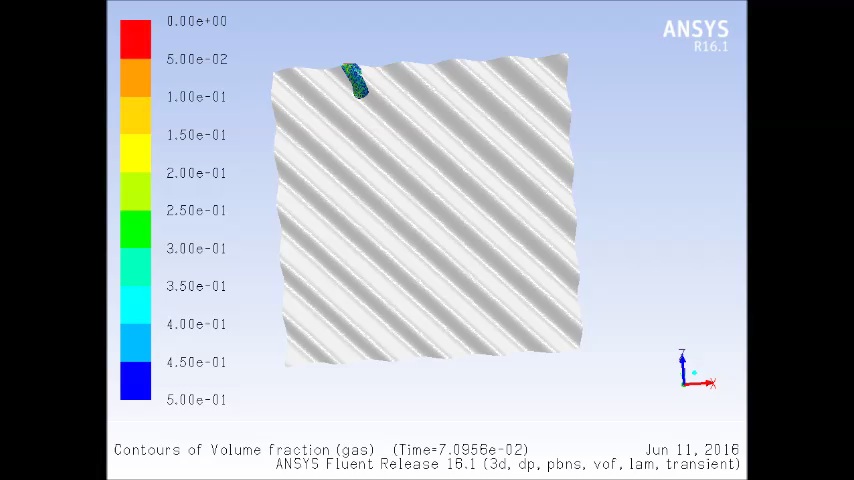 0.00e+00
5.00e-02
1.00e-01
1.50e-01
2.00e-01
2.50e-01
3.00e-01
3.50e-01
4.00e-01
4.50e-01
5.00e-01
ANSYS
R16.1
Z
X
Contours of Volume fraction (gas) (Time=7.0956e-02) Jun 11, 2016
ANSYS Fluent Release 16.1 (3d, dp, pbns, vof, lam, transient)